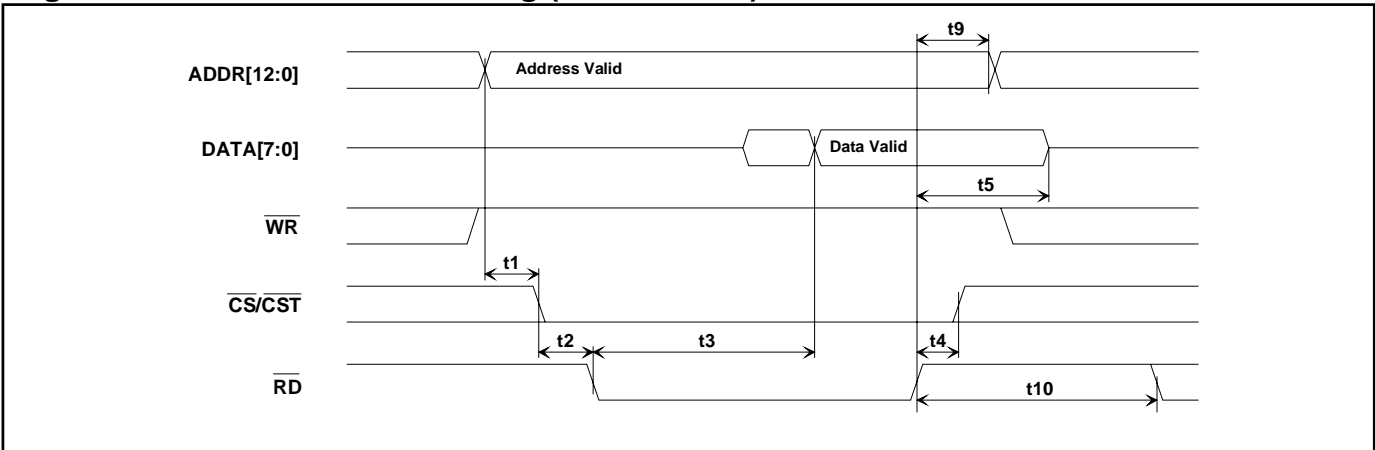 t9
ADDR[12:0]
Address Valid
DATA[7:0]
Data Valid
t5
WR
t1
CS/CST
t2
t3
t4
RD
t10